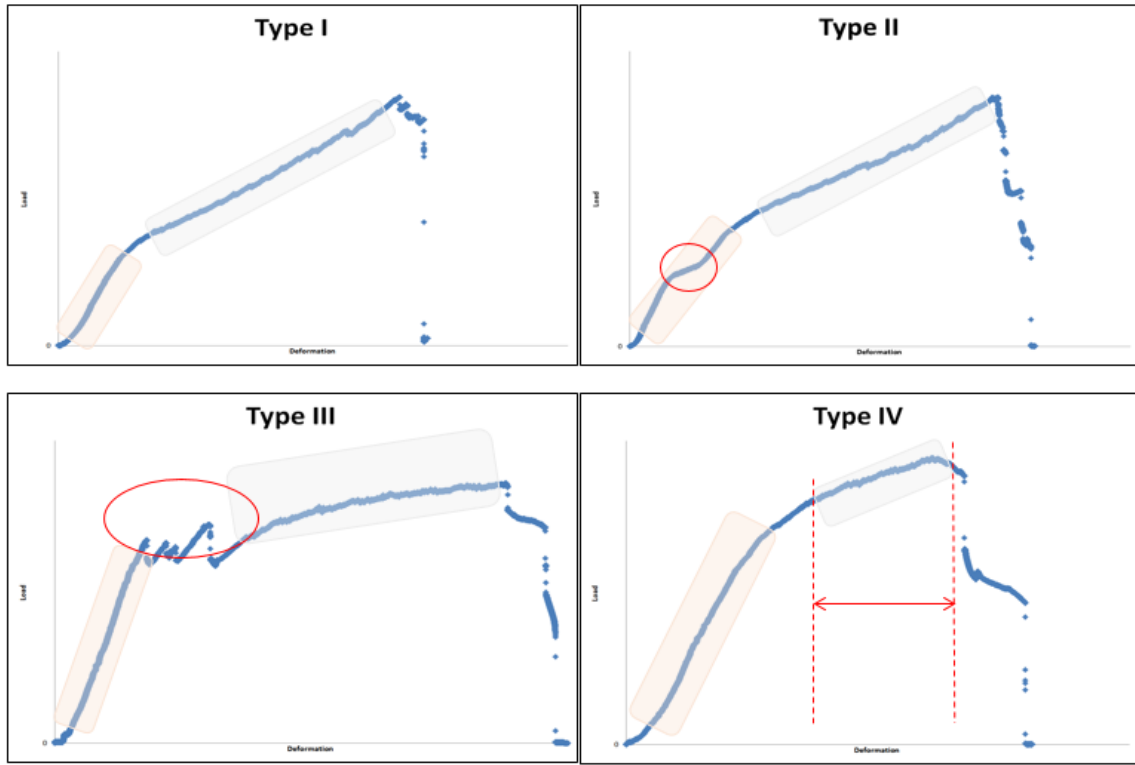 Type I
Load
0
Deformation
Type II
Load
0
Deformation
Type III
Load
0
Deformation
Type IV
Load
0
Deformation